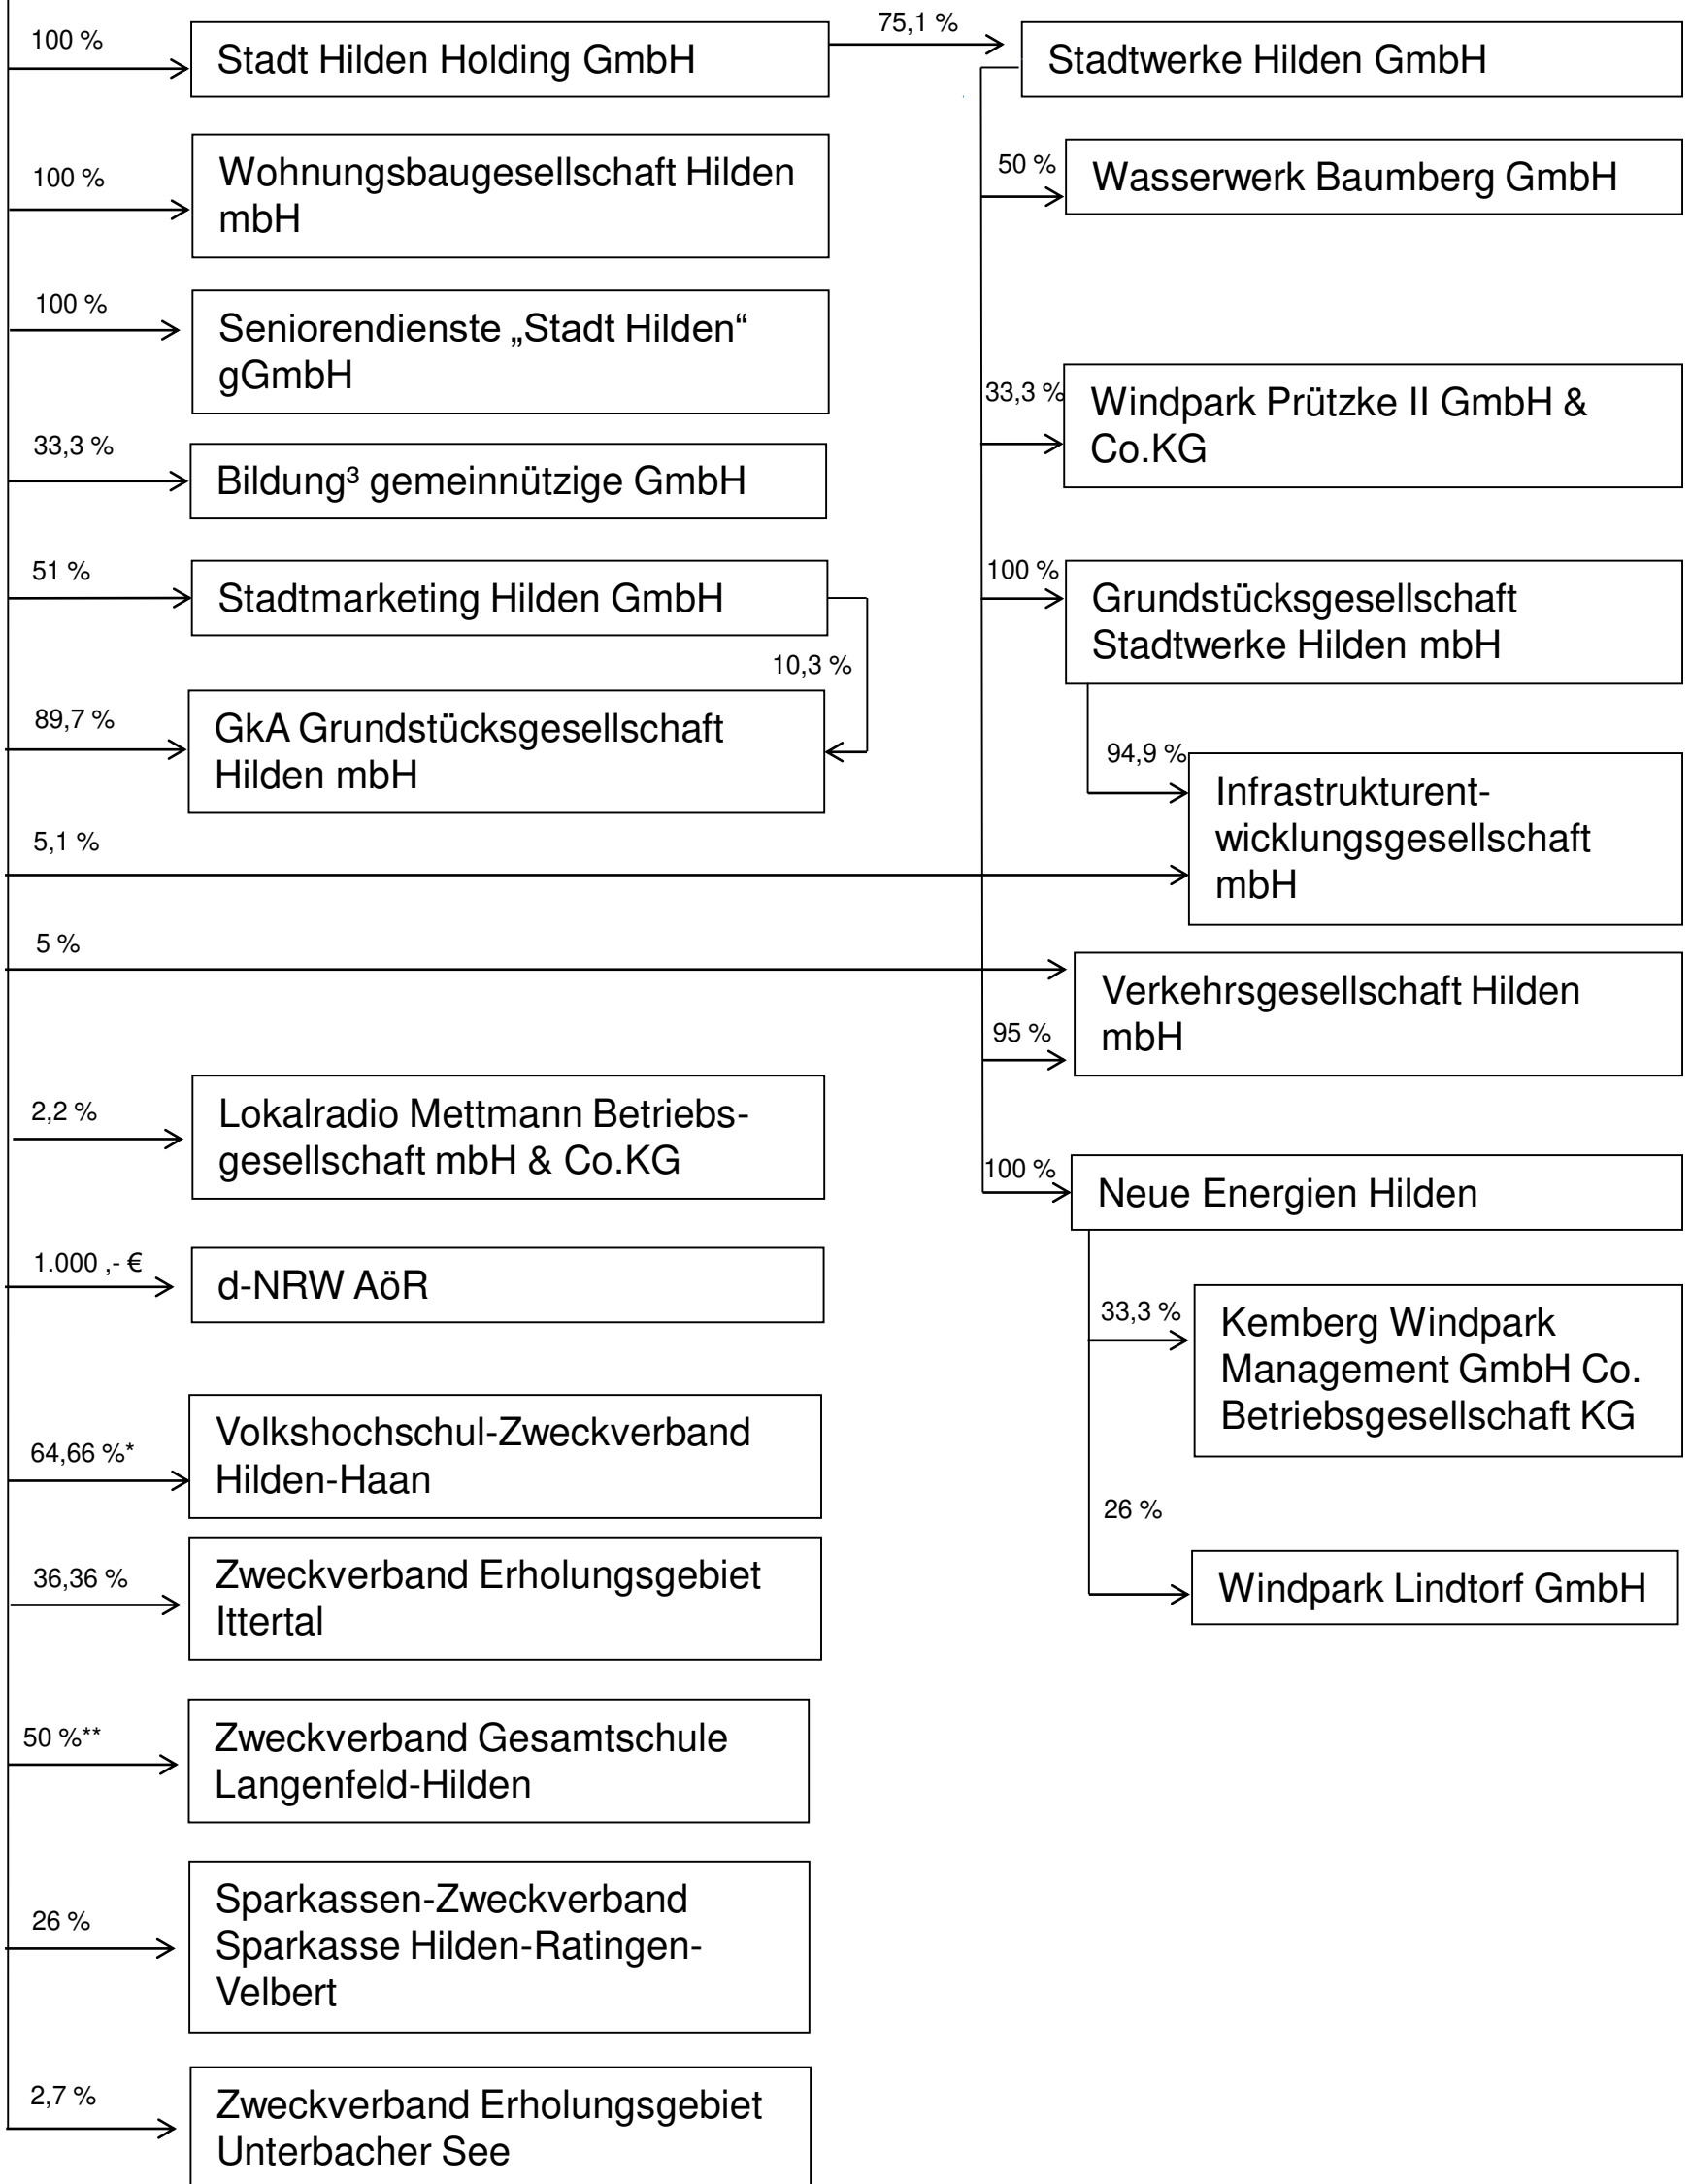 100 %
Stadt Hilden Holding GmbH
75,1 %
Stadtwerke Hilden GmbH
100 %
Wohnungsbaugesellschaft Hilden
mbH
50 %
Wasserwerk Baumberg GmbH
100 %
Seniorendienste „Stadt Hilden“
gGmbH
33,3 %
Windpark Prützke II GmbH &
Co.KG
33,3 %
Bildung³ gemeinnützige GmbH
51 %
Stadtmarketing Hilden GmbH
10,3 %
100 %
Grundstücksgesellschaft
Stadtwerke Hilden mbH
89,7 %
GkA Grundstücksgesellschaft
Hilden mbH
94,9 %
Infrastrukturent-
wicklungsgesellschaft
mbH
5,1 %
5 %
Verkehrsgesellschaft Hilden
mbH
95 %
2,2 %
Lokalradio Mettmann Betriebs-
gesellschaft mbH & Co.KG
100 %
Neue Energien Hilden
1.000 ,- €
d-NRW AöR
33,3 %
Kemberg Windpark
Management GmbH Co.
Betriebsgesellschaft KG
64,66 %*
Volkshochschul-Zweckverband
Hilden-Haan
26 %
Windpark Lindtorf GmbH
36,36 %
Zweckverband Erholungsgebiet
Ittertal
50 %**
Zweckverband Gesamtschule
Langenfeld-Hilden
26 %
Sparkassen-Zweckverband
Sparkasse Hilden-Ratingen-
Velbert
2,7 %
Zweckverband Erholungsgebiet
Unterbacher See